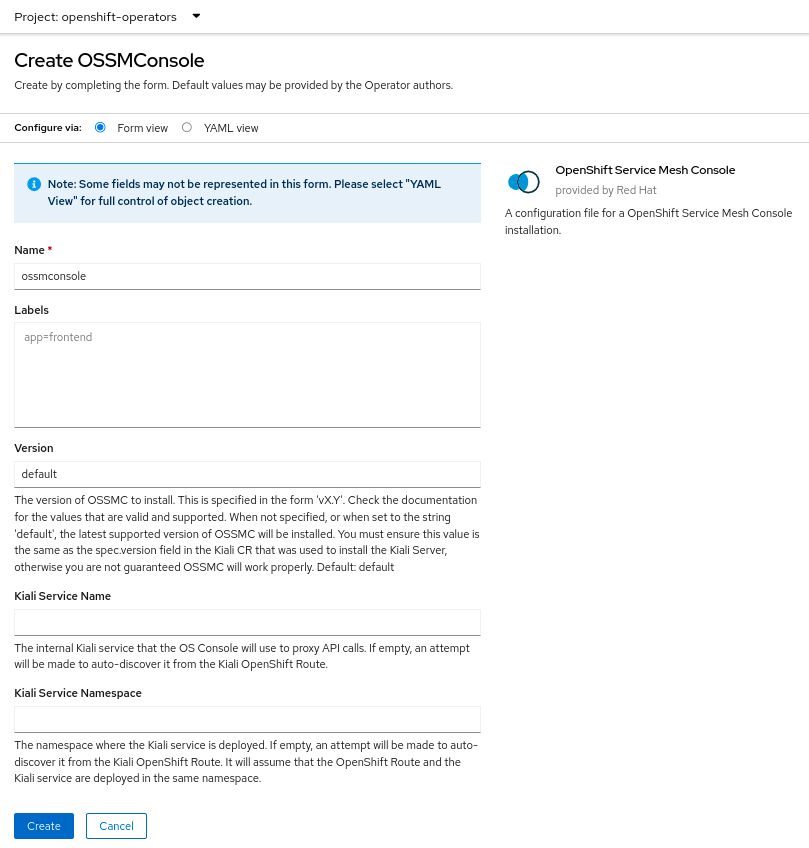 Project: openshift-operators
Create OSSMConsole
Create by completing the form. Default values may be provided by the Operator authors.
Configure via: Form view YAML view
Note: Some fields may not be represented in this form. Please select "YAML
View" for full control of object creation.
OpenShift Service Mesh Console
provided by Red Hat
A configuration file for a OpenShift Service Mesh Console
installation.
Name *
ossmconsole
Labels
app=frontend
Version
default
The version of OSSMC to install. This is specified in the form 'vX.Y'. Check the documentation
for the values that are valid and supported. When not specified, or when set to the string
'default', the latest supported version of OSSMC will be installed. You must ensure this value is
the same as the spec.version field in the Kiali CR that was used to install the Kiali Server,
otherwise you are not guaranteed OSSMC will work properly. Default: default
Kiali Service Name
The internal Kiali service that the OS Console will use to proxy API calls. If empty, an attempt
will be made to auto-discover it from the Kiali OpenShift Route.
Kiali Service Namespace
The namespace where the Kiali service is deployed. If empty, an attempt will be made to auto-
discover it from the Kiali OpenShift Route. It will assume that the OpenShift Route and the
Kiali service are deployed in the same namespace.
Create Cancel